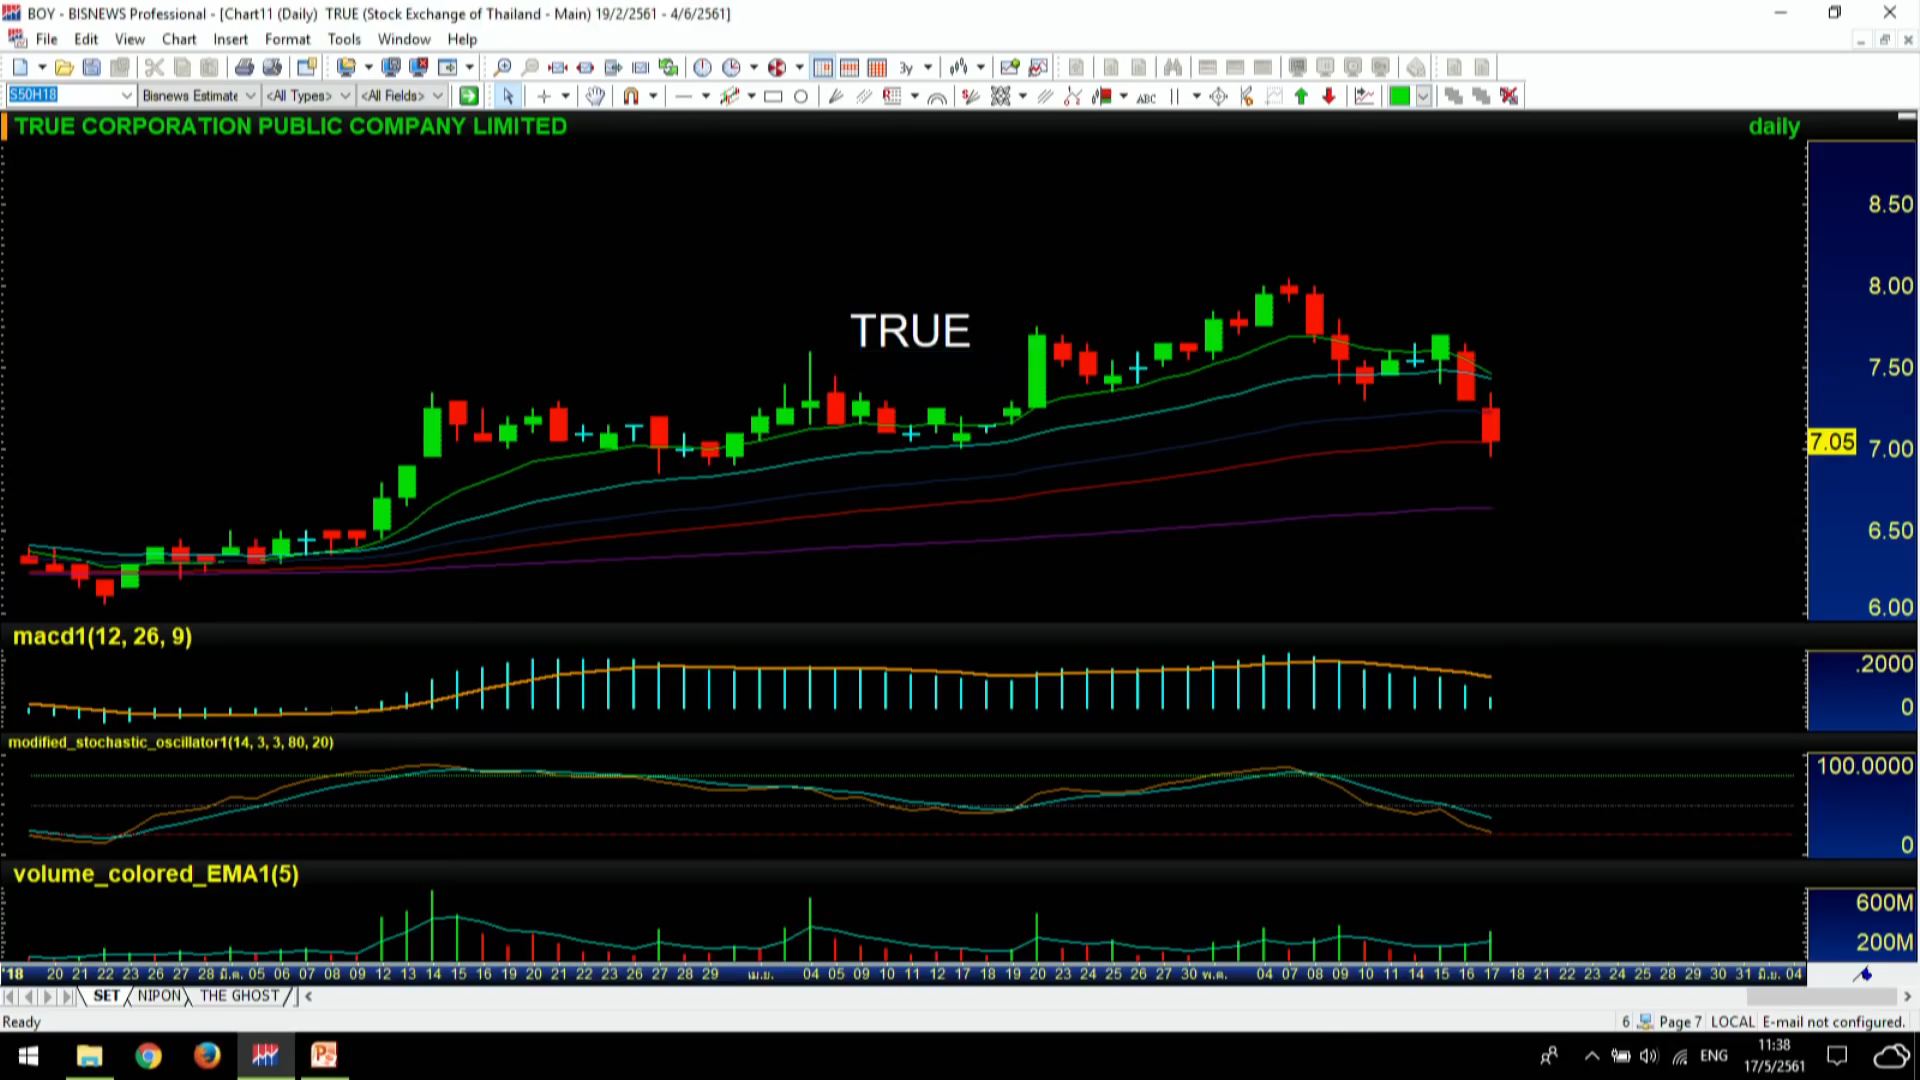 BOY - BISNEWS Professional - [Chart11 (Daily)  TRUE (Stock Exchange of Thailand - Main) 19/2/2561 - 4/6/2561]
File Edit View Chart Insert Format Tools Window Help
3y
S50H18 Bisnews Estimate <All Types> <All Fields> ABC
TRUE CORPORATION PUBLIC COMPANY LIMITED daily
8.50
8.00
TRUE
7.50
7.05 7.00
6.50
6.00
macd1(12, 26, 9)
.2000
0
modified_stochastic_oscillator1(14, 3, 3, 80, 20)
100.0000
0
volume_colored_EMA1(5)
600M
200M
'18 20 21 22 23 26 27 28 มี.ค. 05 06 07 08 09 12 13 14 15 16 19 20 21 22 23 26 27 28 29 เม.ย. 04 05 09 10 11 12 17 18 19 20 23 24 25 26 27 30 พ.ค. 04 07 08 09 10 11 14 15 16 17 18 21 22 23 24 25 28 29 30 31 มิ.ย. 04
SET NIPON THE GHOST
Ready 6 Page 7 LOCAL E-mail not configured.
ENG 11:38
17/5/2561